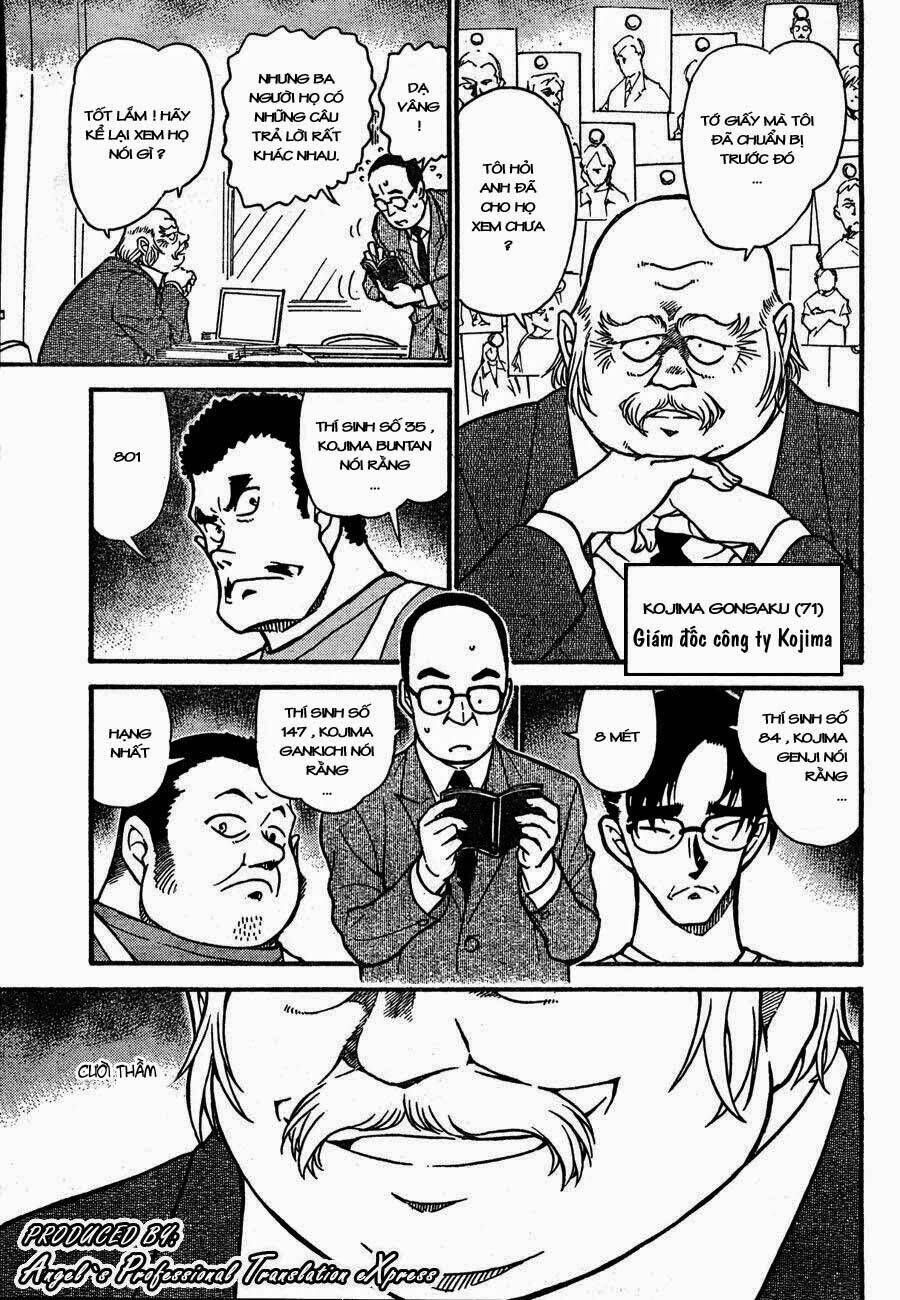 TỚ GIẤY MÀ TÔI
ĐÃ CHUẨN BỊ
TRƯỚC ĐÓ
...
TÔI HỎI
ANH ĐÃ
CHO HỌ
XEM CHƯA
?
DẠ
VÂNG
!
NHƯNG BA
NGƯỜI HỌ CÓ
NHỮNG CÂU
TRẢ LỜI RẤT
KHÁC NHAU.
TỐT LẮM ! HÃY
KỂ LẠI XEM HỌ
NÓI GÌ ?
KOJIMA GONSAKU (71)
Giám đốc công ty Kojima
THÍ SINH SỐ 35 ,
KOJIMA BUNTAN
NÓI RẰNG
...
801
THÍ SINH SỐ
84 , KOJIMA
GENJI NÓI
RẰNG
...
8 MÉT
THÍ SINH SỐ
147 , KOJIMA
GANKICHI NÓI
RẰNG
...
HẠNG
NHẤT
CƯỜI THẦM
PRODUCED BY:
Angel`s Professional Translation eXpress